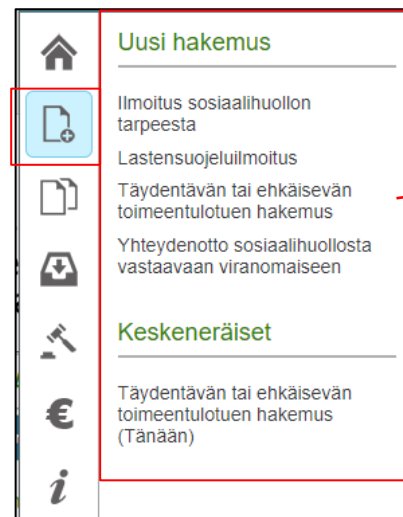 Uusi hakemus
Ilmoitus sosiaalihuollon
tarpeesta
Lastensuojeluilmoitus
Täydentävän tai ehkäisevän
toimeentulotuen hakemus
Yhteydenotto sosiaalihuollosta
vastaavaan viranomaiseen
Keskeneräiset
Täydentävän tai ehkäisevän
toimeentulotuen hakemus
(Tänään)